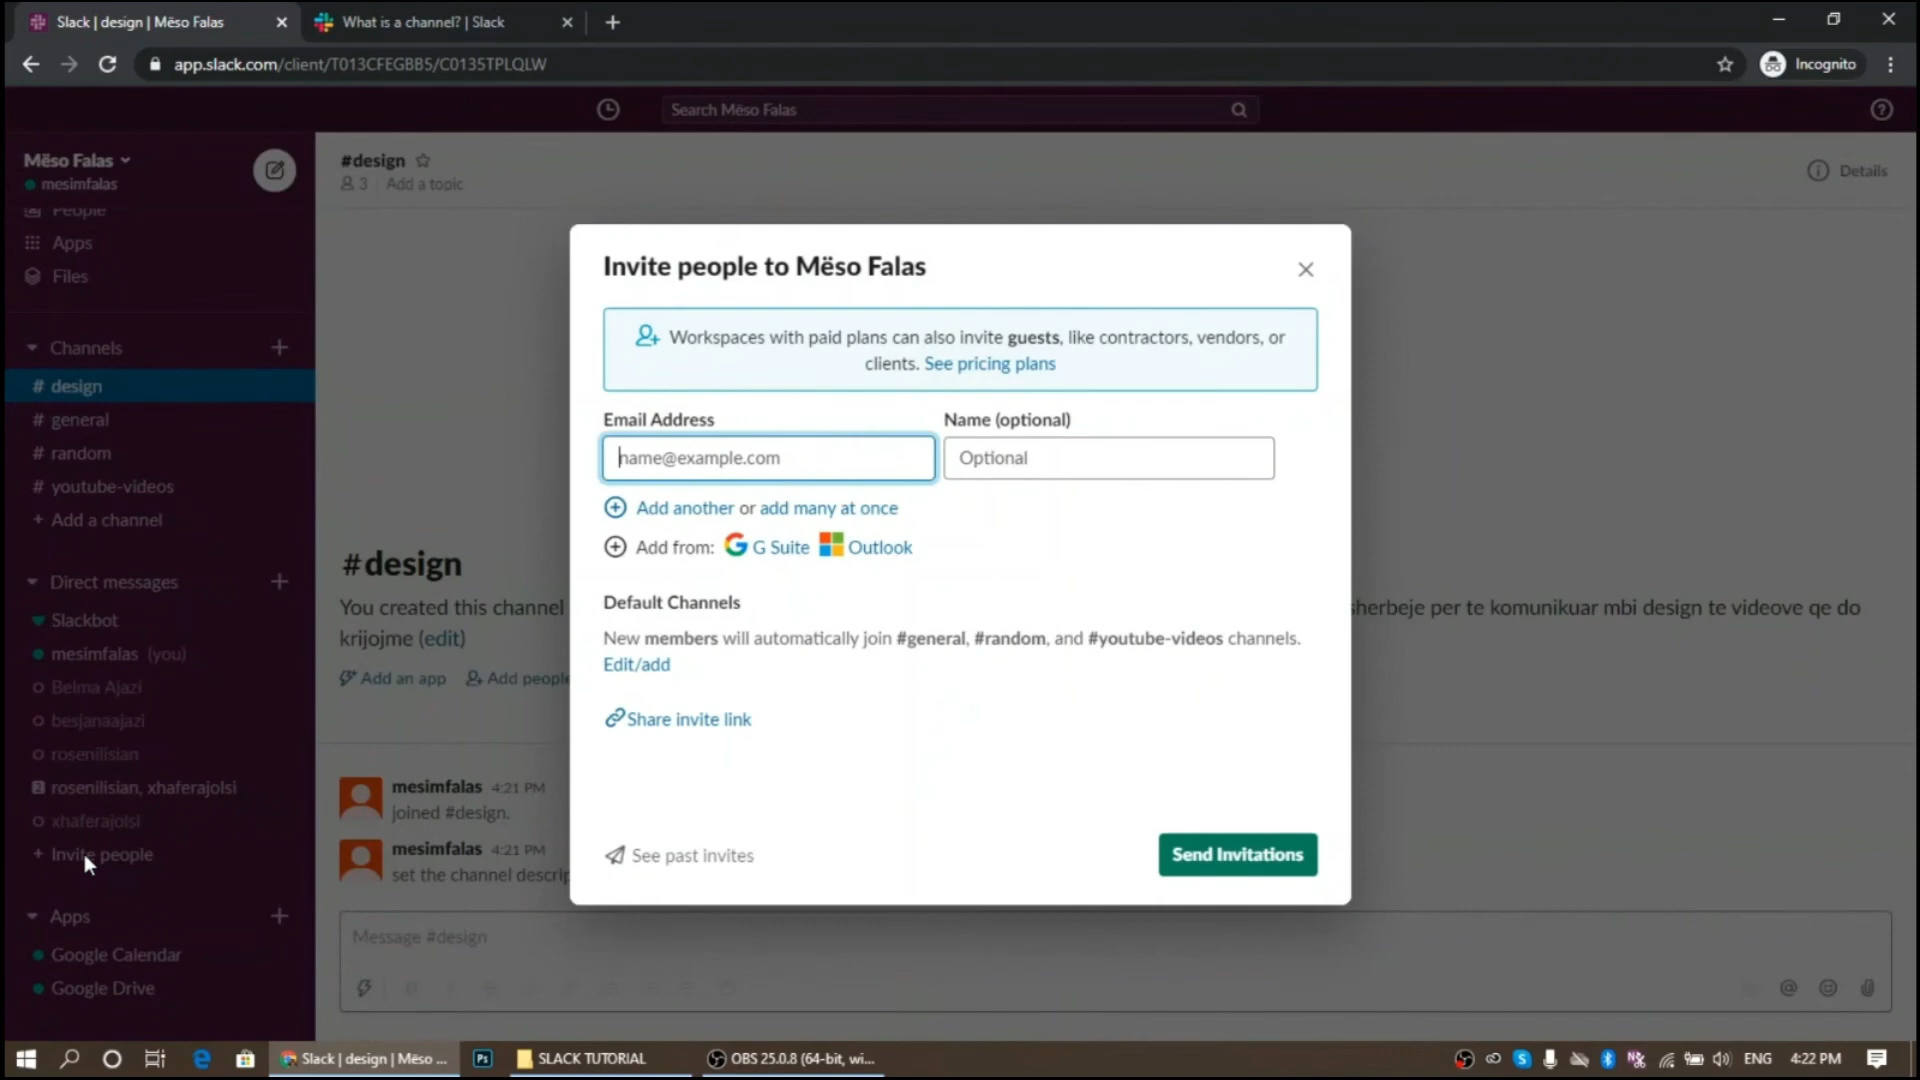 Slack | design | Mëso Falas
What is a channel? | Slack
app.slack.com/client/T013CFEGBB5/C0135TPLQLW
Incognito
Search Mëso Falas
Mëso Falas
mesimfalas
People
Apps
Files
Channels
# design
# general
# random
# youtube-videos
+ Add a channel
Direct messages
Slackbot
mesimfalas (you)
Belma Ajazi
besjanaajazi
rosenilisian
2 rosenilisian, xhaferajolsi
xhaferajolsi
+ Invite people
Apps
Google Calendar
Google Drive
#design
3 | Add a topic
Details
#design
You created this channel
sherbeje per te komunikuar mbi design te videove qe do
krijojme (edit)
Add an app Add people
mesimfalas 4:21 PM
joined #design.
mesimfalas 4:21 PM
set the channel descrip
Message #design
Invite people to Mëso Falas
Workspaces with paid plans can also invite guests, like contractors, vendors, or
clients. See pricing plans
Email Address Name (optional)
name@example.com Optional
Add another or add many at once
Add from: G Suite Outlook
Default Channels
New members will automatically join #general, #random, and #youtube-videos channels.
Edit/add
Share invite link
See past invites
Send Invitations
Slack | design | Mëso ...
Ps
SLACK TUTORIAL
OBS 25.0.8 (64-bit, wi...
ENG
4:22 PM